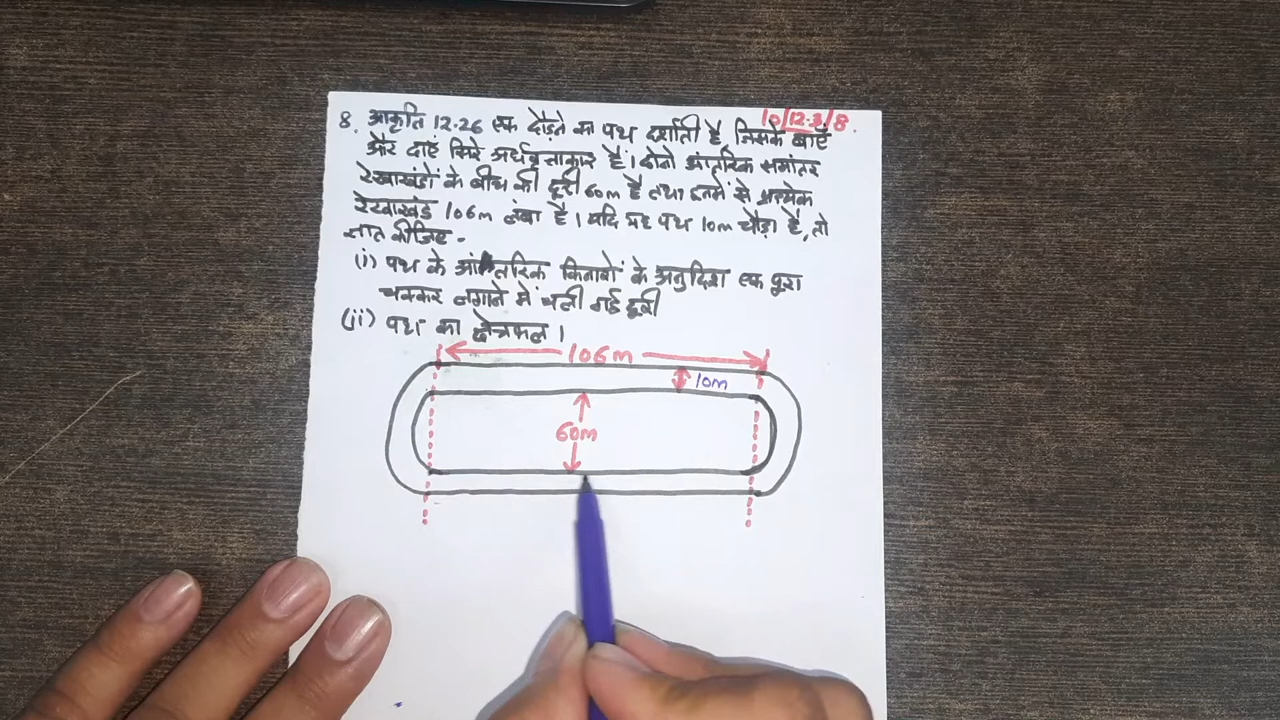 10/12.3/8.
8. आकृति 12.26 एक दौड़ने का पथ दर्शाती है, जिसके बाएँ
और दाएं सिरे अर्धवृत्ताकार हैं। दोनो आंतरिक समांतर
रेखाखंडों के बीच की दूरी 60m है तथा इनमें से प्रत्येक
रेखाखंड 106m लंबा है। यदि यह पथ 10m चौड़ा है, तो
ज्ञात कीजिए -
(i) पथ के आंतरिक किनारों के अनुदिश एक पूरा
चक्कर लगाने में चली गई दूरी
(ii) पथ का क्षेत्रफल।
106m
10m
60m